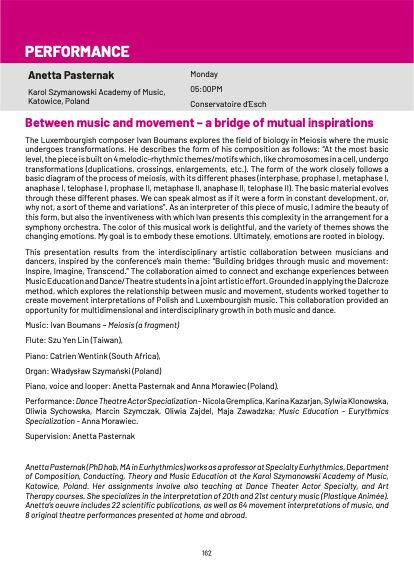 PERFORMANCE
Anetta Pasternak
Karol Szymanowski Academy of Music,
Katowice, Poland
Monday
05:00PM
Conservatoire d'Esch
Between music and movement – a bridge of mutual inspirations
The Luxembourgish composer Ivan Boumans explores the field of biology in Meiosis where the music
undergoes transformations. He describes the form of his composition as follows: "At the most basic
level, the piece is built on 4 melodic-rhythmic themes/motifs which, like chromosomes in a cell, undergo
transformations (duplications, crossings, enlargements, etc.). The form of the work closely follows a
basic diagram of the process of meiosis, with its different phases (interphase, prophase I, metaphase I,
anaphase I, telophase I, prophase II, metaphase II, anaphase II, telophase II). The basic material evolves
through these different phases. We can speak almost as if it were a form in constant development, or,
why not, a sort of theme and variations". As an interpreter of this piece of music, I admire the beauty of
this form, but also the inventiveness with which Ivan presents this complexity in the arrangement for a
symphony orchestra. The color of this musical work is delightful, and the variety of themes shows the
changing emotions. My goal is to embody these emotions. Ultimately, emotions are rooted in biology.
This presentation results from the interdisciplinary artistic collaboration between musicians and
dancers, inspired by the conference's main theme: "Building bridges through music and movement:
Inspire, Imagine, Transcend." The collaboration aimed to connect and exchange experiences between
Music Education and Dance/Theatre students in a joint artistic effort. Grounded in applying the Dalcroze
method, which explores the relationship between music and movement, students worked together to
create movement interpretations of Polish and Luxembourgish music. This collaboration provided an
opportunity for multidimensional and interdisciplinary growth in both music and dance.
Music: Ivan Boumans – Meiosis (a fragment)
Flute: Szu Yen Lin (Taiwan),
Piano: Catrien Wentink (South Africa),
Organ: Władysław Szymański (Poland)
Piano, voice and looper: Anetta Pasternak and Anna Morawiec (Poland).
Performance: Dance Theatre Actor Specialization - Nicola Gremplica, Karina Kazarjan, Sylwia Klonowska,
Oliwia Sychowska, Marcin Szymczak, Oliwia Zajdel, Maja Zawadzka; Music Education - Eurythmics
Specialization - Anna Morawiec.
Supervision: Anetta Pasternak
Anetta Pasternak (PhD hab, MA in Eurhythmics) works as a professor at Specialty Eurhythmics, Department
of Composition, Conducting, Theory and Music Education at the Karol Szymanowski Academy of Music,
Katowice, Poland. Her assignments involve also teaching at Dance Theater Actor Specialty, and Art
Therapy courses. She specializes in the interpretation of 20th and 21st century music (Plastique Animée).
Anetta's oeuvre includes 22 scientific publications, as well as 64 movement interpretations of music, and
8 original theatre performances presented at home and abroad.
162